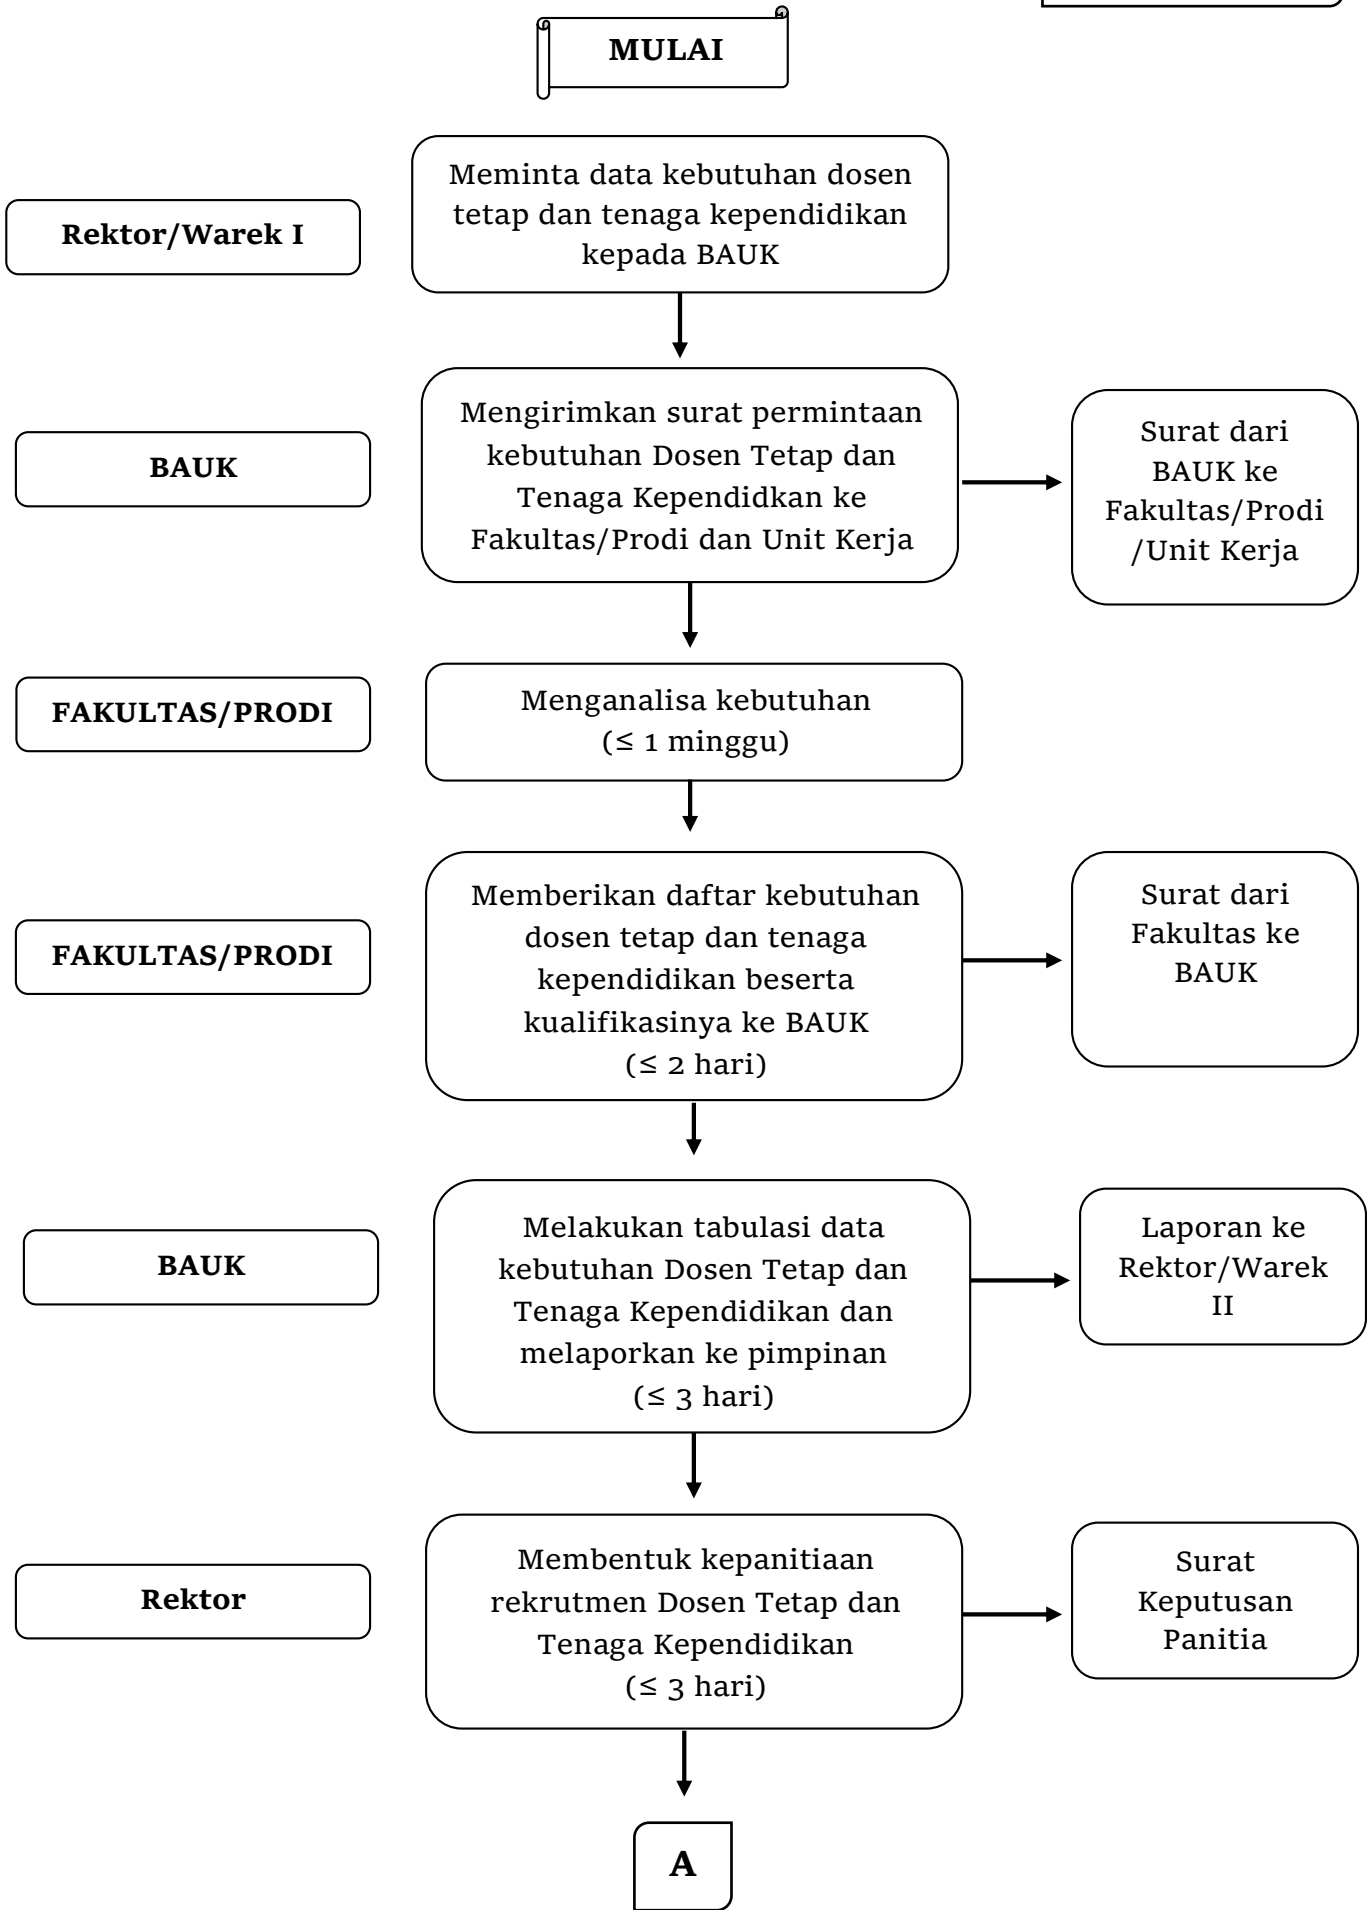 MULAI
Rektor/Warek I
Meminta data kebutuhan dosen
tetap dan tenaga kependidikan
kepada BAUK
BAUK
Mengirimkan surat permintaan
kebutuhan Dosen Tetap dan
Tenaga Kependidkan ke
Fakultas/Prodi dan Unit Kerja
Surat dari
BAUK ke
Fakultas/Prodi
/Unit Kerja
FAKULTAS/PRODI
Menganalisa kebutuhan
(≤ 1 minggu)
FAKULTAS/PRODI
Memberikan daftar kebutuhan
dosen tetap dan tenaga
kependidikan beserta
kualifikasinya ke BAUK
(≤ 2 hari)
Surat dari
Fakultas ke
BAUK
BAUK
Melakukan tabulasi data
kebutuhan Dosen Tetap dan
Tenaga Kependidikan dan
melaporkan ke pimpinan
(≤ 3 hari)
Laporan ke
Rektor/Warek
II
Rektor
Membentuk kepanitiaan
rekrutmen Dosen Tetap dan
Tenaga Kependidikan
(≤ 3 hari)
Surat
Keputusan
Panitia
A